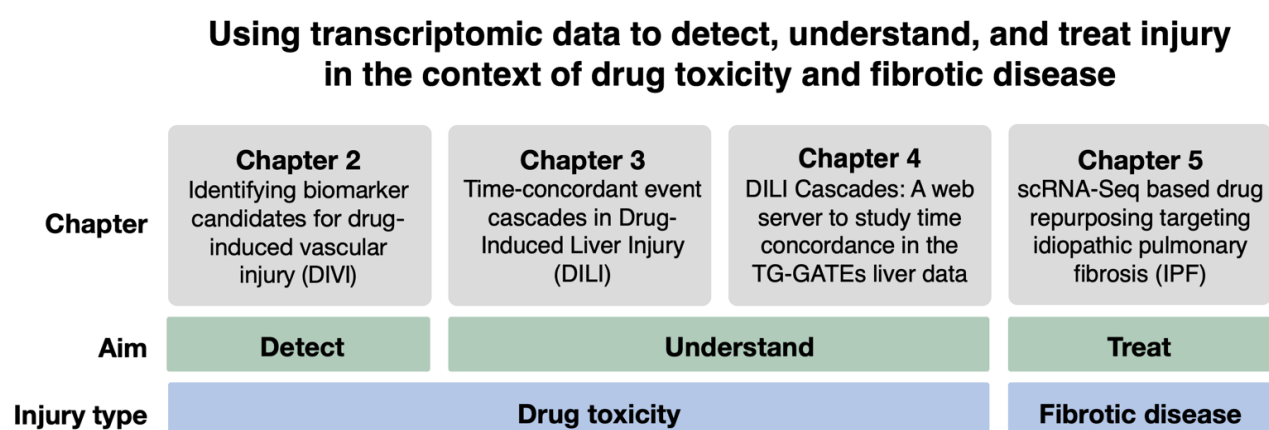 Using transcriptomic data to detect, understand, and treat injury
in the context of drug toxicity and fibrotic disease
Chapter
Chapter 2
Identifying biomarker
candidates for drug-
induced vascular
injury (DIVI)
Chapter 3
Time-concordant event
cascades in Drug-
Induced Liver Injury
(DILI)
Chapter 4
DILI Cascades: A web
server to study time
concordance in the
TG-GATEs liver data
Chapter 5
scRNA-Seq based drug
repurposing targeting
idiopathic pulmonary
fibrosis (IPF)
Aim
Detect
Understand
Treat
Injury type
Drug toxicity
Fibrotic disease